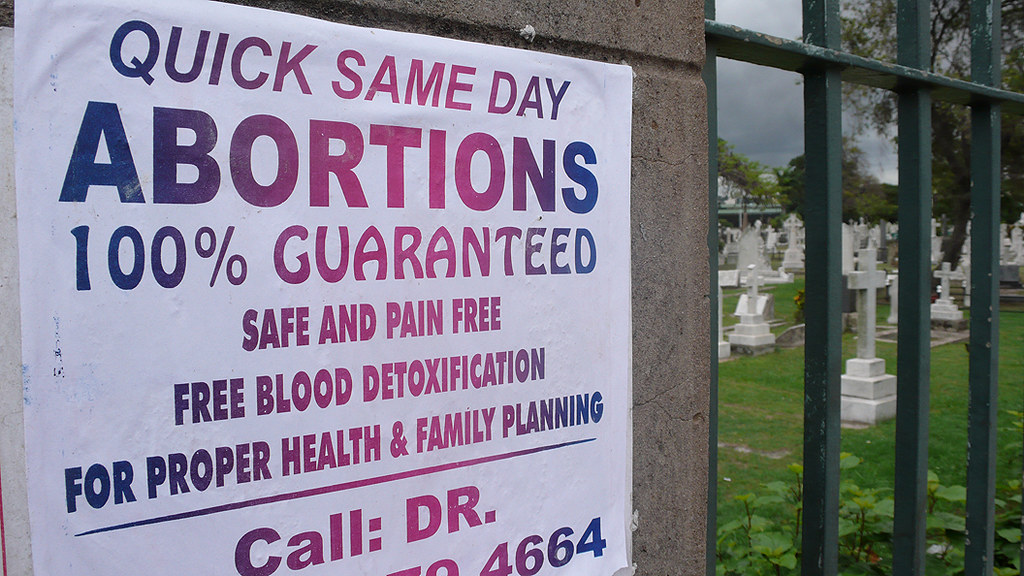 QUICK SAME DAY
ABORTIONS
100% GUARANTEED
SAFE AND PAIN FREE
FREE BLOOD DETOXIFICATION
FOR PROPER HEALTH & FAMILY PLANNING
Call: DR.
4664